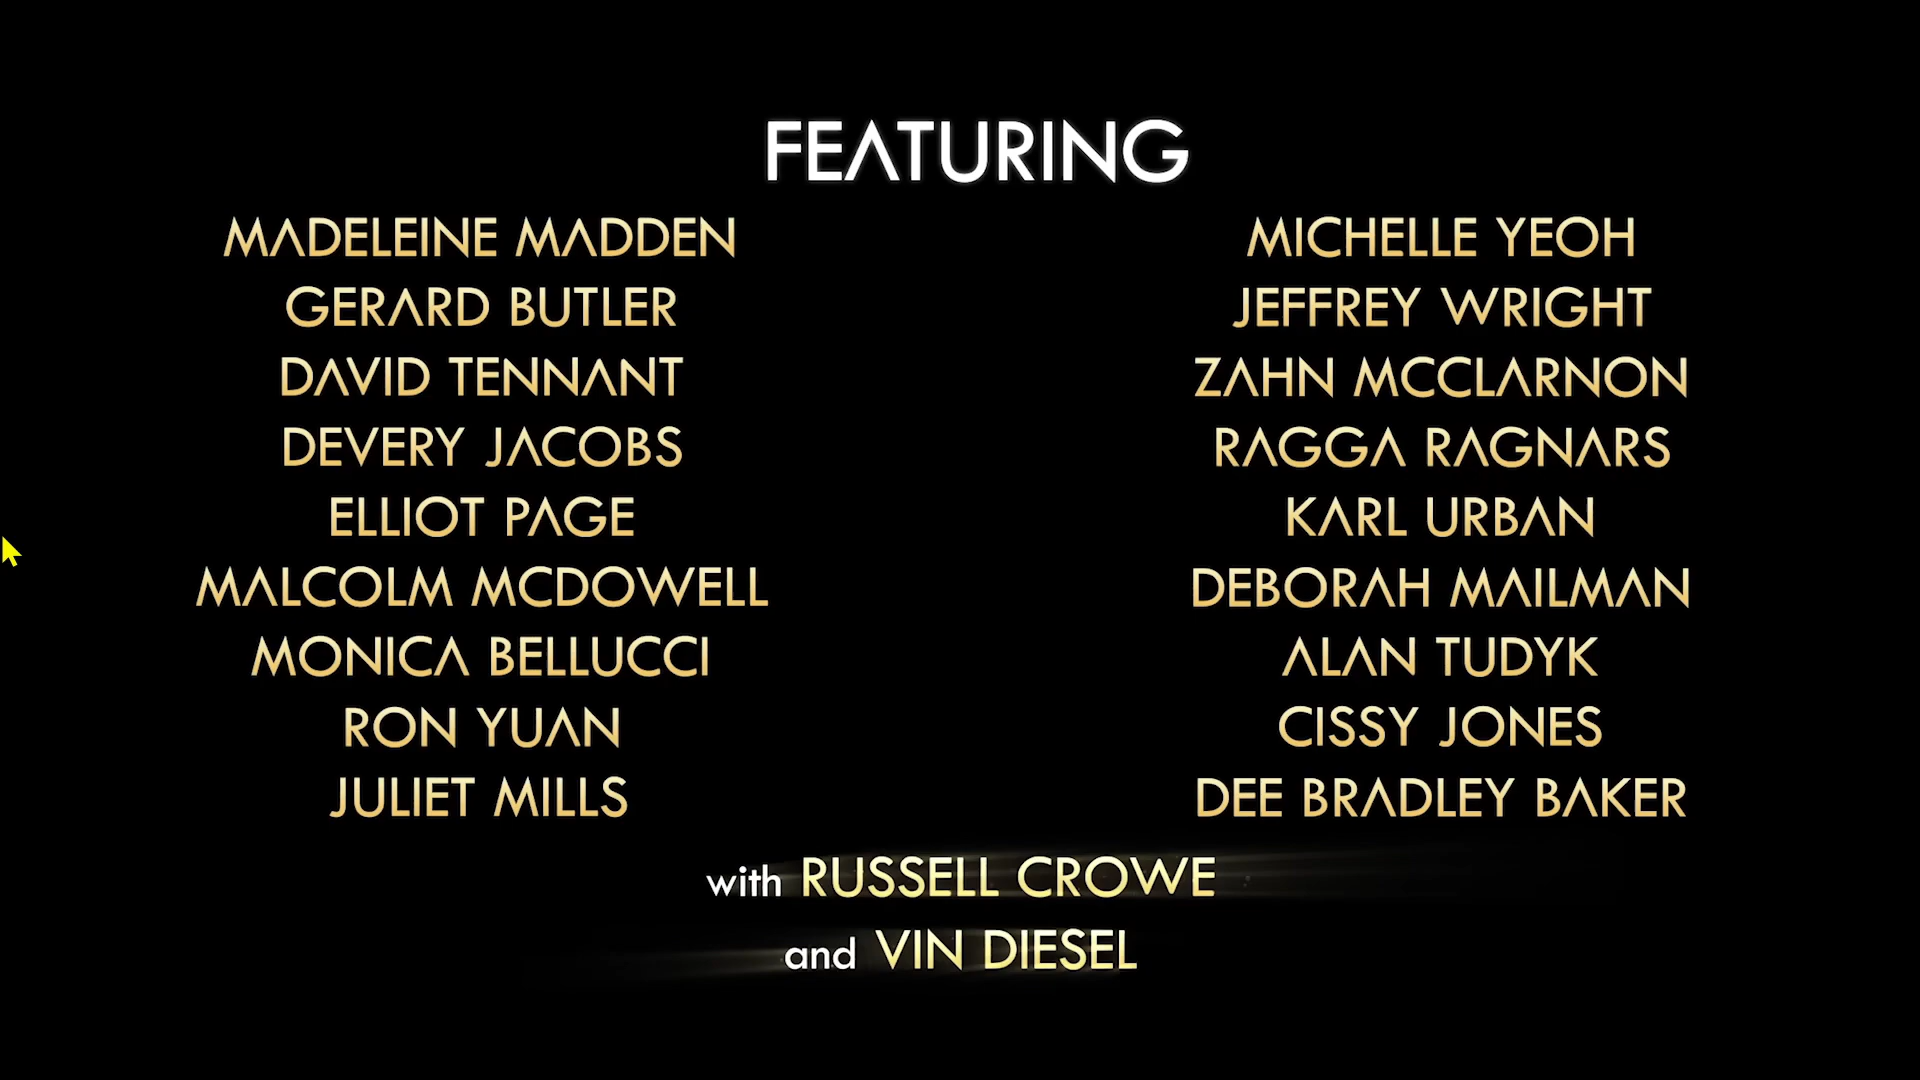 FEATURING
MADELEINE MADDEN
GERARD BUTLER
DAVID TENNANT
DEVERY JACOBS
ELLIOT PAGE
MALCOLM MCDOWELL
MONICA BELLUCCI
RON YUAN
JULIET MILLS
MICHELLE YEOH
JEFFREY WRIGHT
ZAHN MCCLARNON
RAGGA RAGNARS
KARL URBAN
DEBORAH MAILMAN
ALAN TUDYK
CISSY JONES
DEE BRADLEY BAKER
with RUSSELL CROWE
and VIN DIESEL